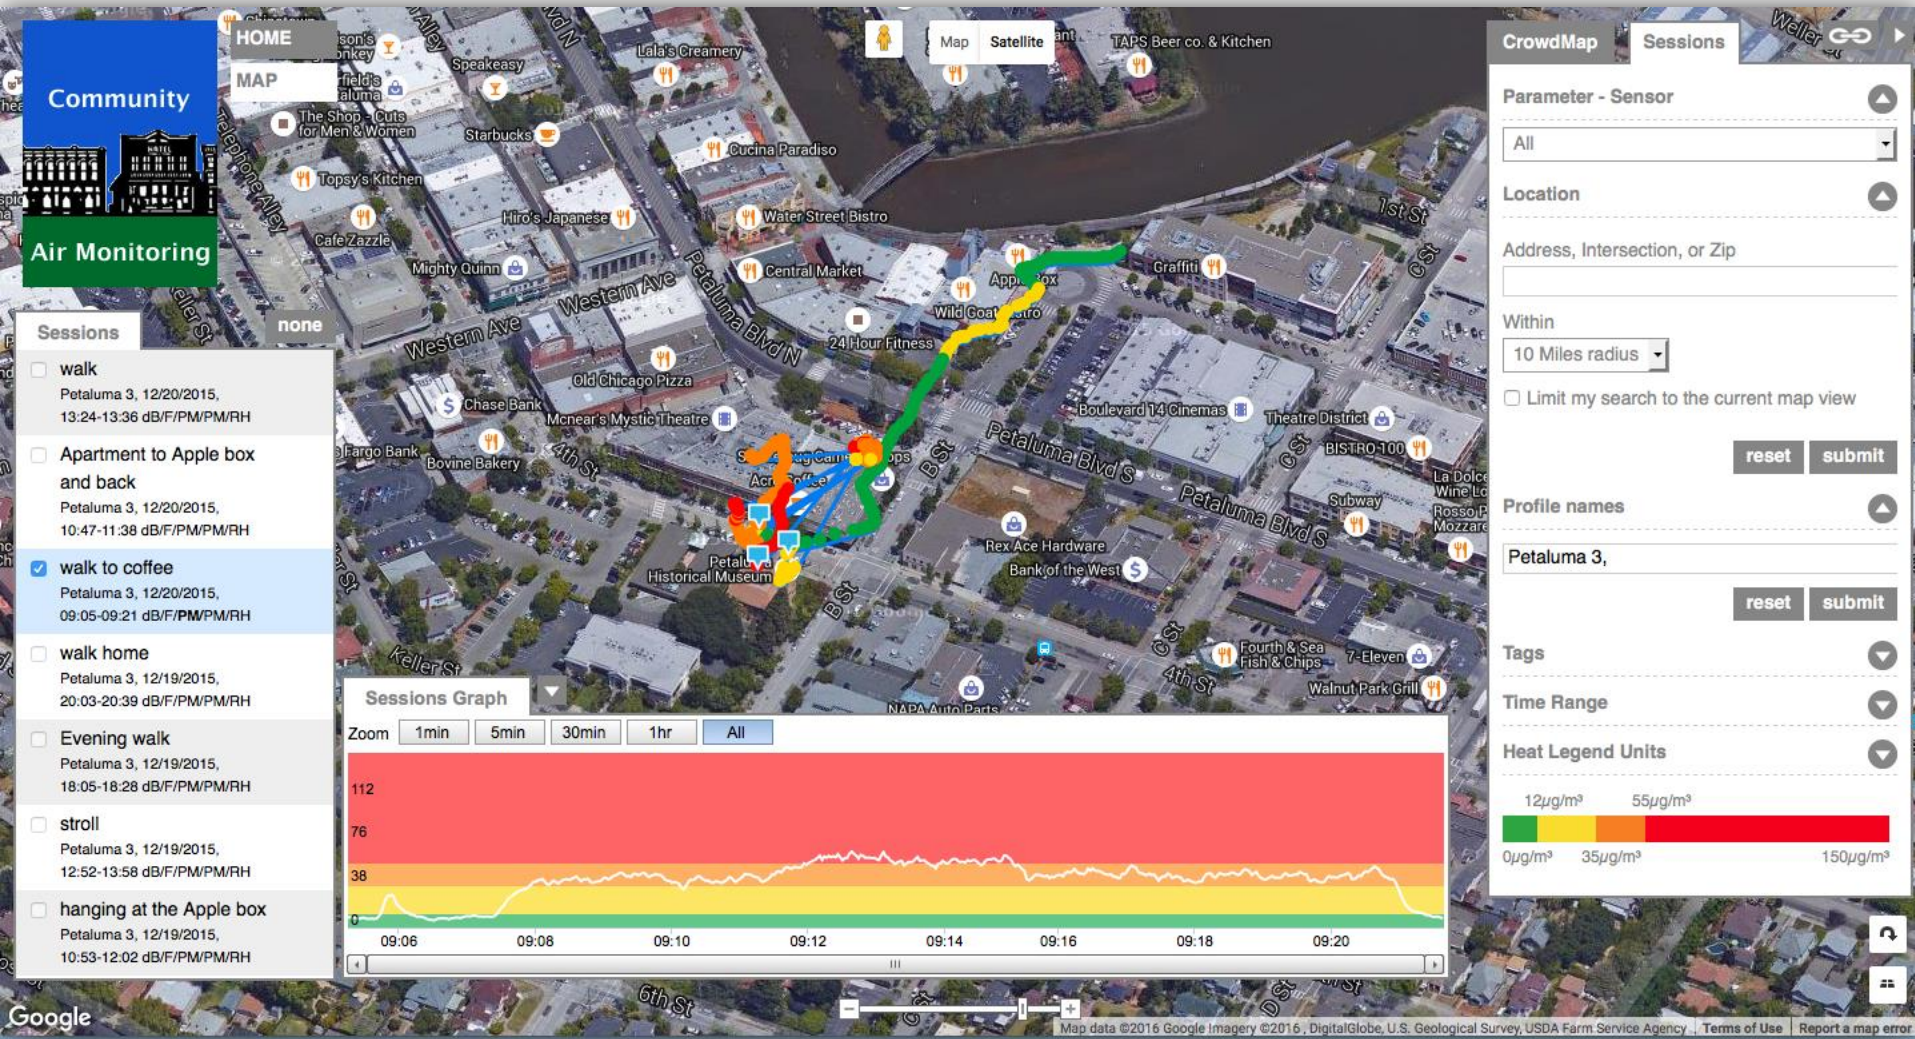 HOME
MAP
Community
Air Monitoring
Sessions
none
walk
Petaluma 3, 12/20/2015,
13:24-13:36 dB/F/PM/PM/RH
Apartment to Apple box
and back
Petaluma 3, 12/20/2015,
10:47-11:38 dB/F/PM/PM/RH
walk to coffee
Petaluma 3, 12/20/2015,
09:05-09:21 dB/F/PM/PM/RH
walk home
Petaluma 3, 12/19/2015,
20:03-20:39 dB/F/PM/PM/RH
Evening walk
Petaluma 3, 12/19/2015,
18:05-18:28 dB/F/PM/PM/RH
stroll
Petaluma 3, 12/19/2015,
12:52-13:58 dB/F/PM/PM/RH
hanging at the Apple box
Petaluma 3, 12/19/2015,
10:53-12:02 dB/F/PM/PM/RH
Google
Map Satellite
Lala's Creamery
TAPS Beer co. & Kitchen
Speakeasy
The Shop - Cuts
for Men & Women
Starbucks
Telephone Alley
Cucina Paradiso
Topsy's Kitchen
Hiro's Japanese
Water Street Bistro
1st St
Cafe Zazzle
Mighty Quinn
Central Market
Graffiti
C St
Western Ave
Petaluma Blvd N
Western Ave
Wild Goat
24 Hour Fitness
Old Chicago Pizza
Chase Bank
Mcnear's Mystic Theatre
Boulevard 14 Cinemas
Theatre District
Fargo Bank
Bovine Bakery
4th St
B St
Petaluma Blvd S
C St
BISTRO 100
La Dolce
Petaluma Blvd S
Subway
Rex Ace Hardware
Bank of the West
Historical Museum
B St
Keller St
C St
Fourth & Sea
Fish & Chips
7-Eleven
4th St
Walnut Park Grill
NAPA Auto Parts
6th St
D St
Sessions Graph
Zoom 1min 5min 30min 1hr All
112
76
38
0
09:06 09:08 09:10 09:12 09:14 09:16 09:18 09:20
CrowdMap Sessions
Parameter - Sensor
All
Location
Address, Intersection, or Zip
Within
10 Miles radius
Limit my search to the current map view
reset submit
Profile names
Petaluma 3,
reset submit
Tags
Time Range
Heat Legend Units
12µg/m³ 55µg/m³
0µg/m³ 35µg/m³ 150µg/m³
Map data ©2016 Google Imagery ©2016 , DigitalGlobe, U.S. Geological Survey, USDA Farm Service Agency Terms of Use Report a map error